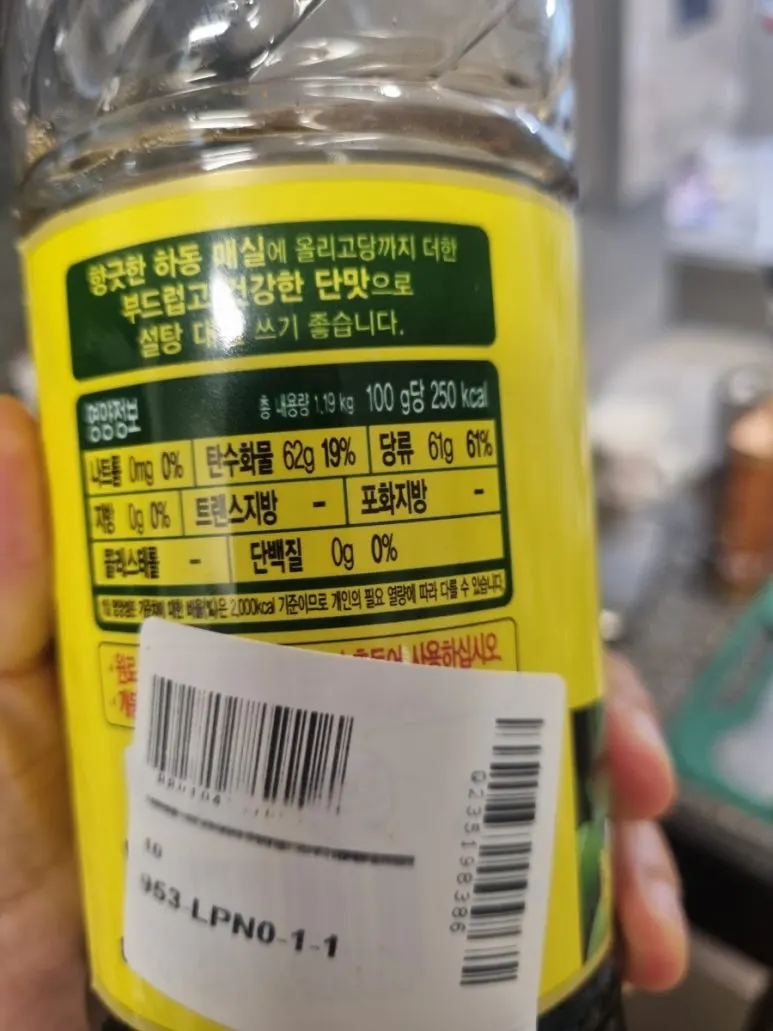 향긋한 하동 매실에 올리고당까지 더한
부드럽고 건강한 단맛으로
설탕 대신 쓰기 좋습니다.
영양정보 총 내용량 1.19 kg 100 g당 250 kcal
나트륨 0mg 0% 탄수화물 62g 19% 당류 61g 61%
지방 0g 0% 트랜스지방 - 포화지방 -
콜레스테롤 - 단백질 0g 0%
1일 영양성분 기준치에 대한 비율(%)은 2,000kcal 기준이므로 개인의 필요 열량에 따라 다를 수 있습니다.
사용하십시오
Q235198386
953-LPN0-1-1